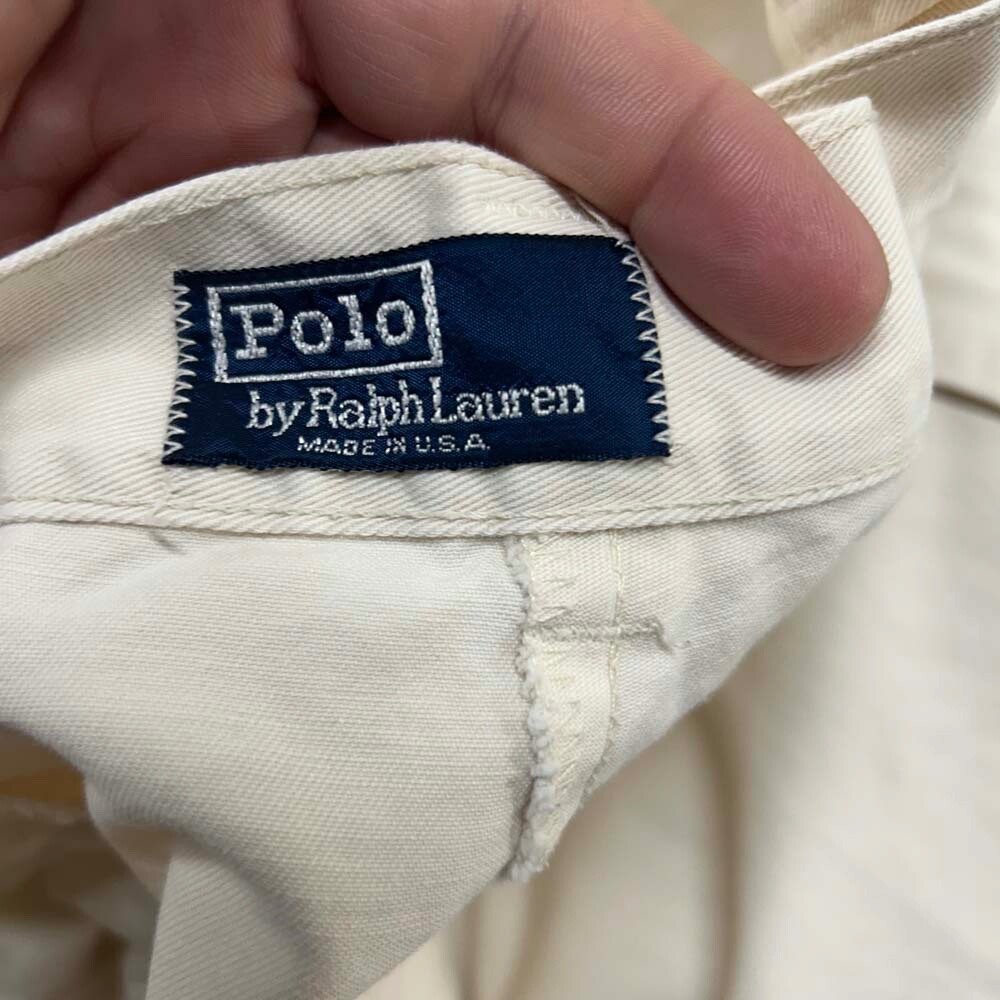 Polo
by Ralph Lauren
MADE IN U.S.A.